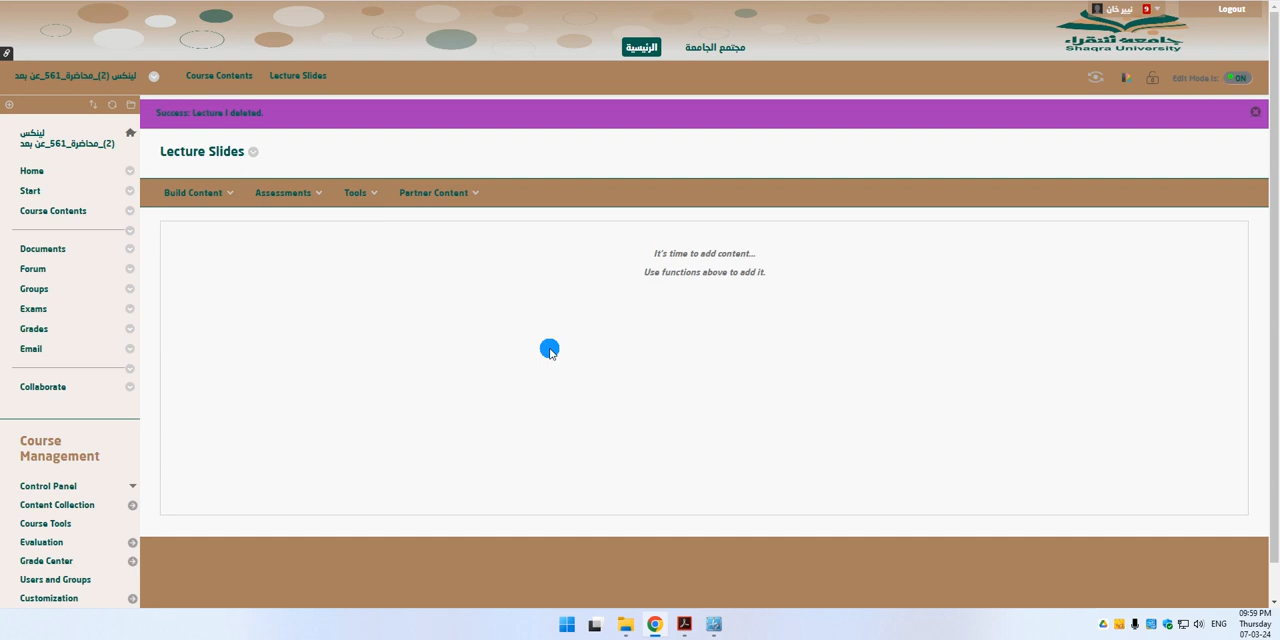 نيير خان
9
Logout
الرئيسية
مجتمع الجامعة
جامعة شقراء
Shaqra University
لينكس (2)_محاضرة_561_عن بعد
Course Contents
Lecture Slides
Edit Mode is:
ON
Success: Lecture 1 deleted.
لينكس
(2)_محاضرة_561_عن بعد
Home
Start
Course Contents
Documents
Forum
Groups
Exams
Grades
Email
Collaborate
Course
Management
Control Panel
Content Collection
Course Tools
Evaluation
Grade Center
Users and Groups
Customization
Lecture Slides
Build Content
Assessments
Tools
Partner Content
It's time to add content...
Use functions above to add it.
ENG
09:59 PM
Thursday
07-03-24